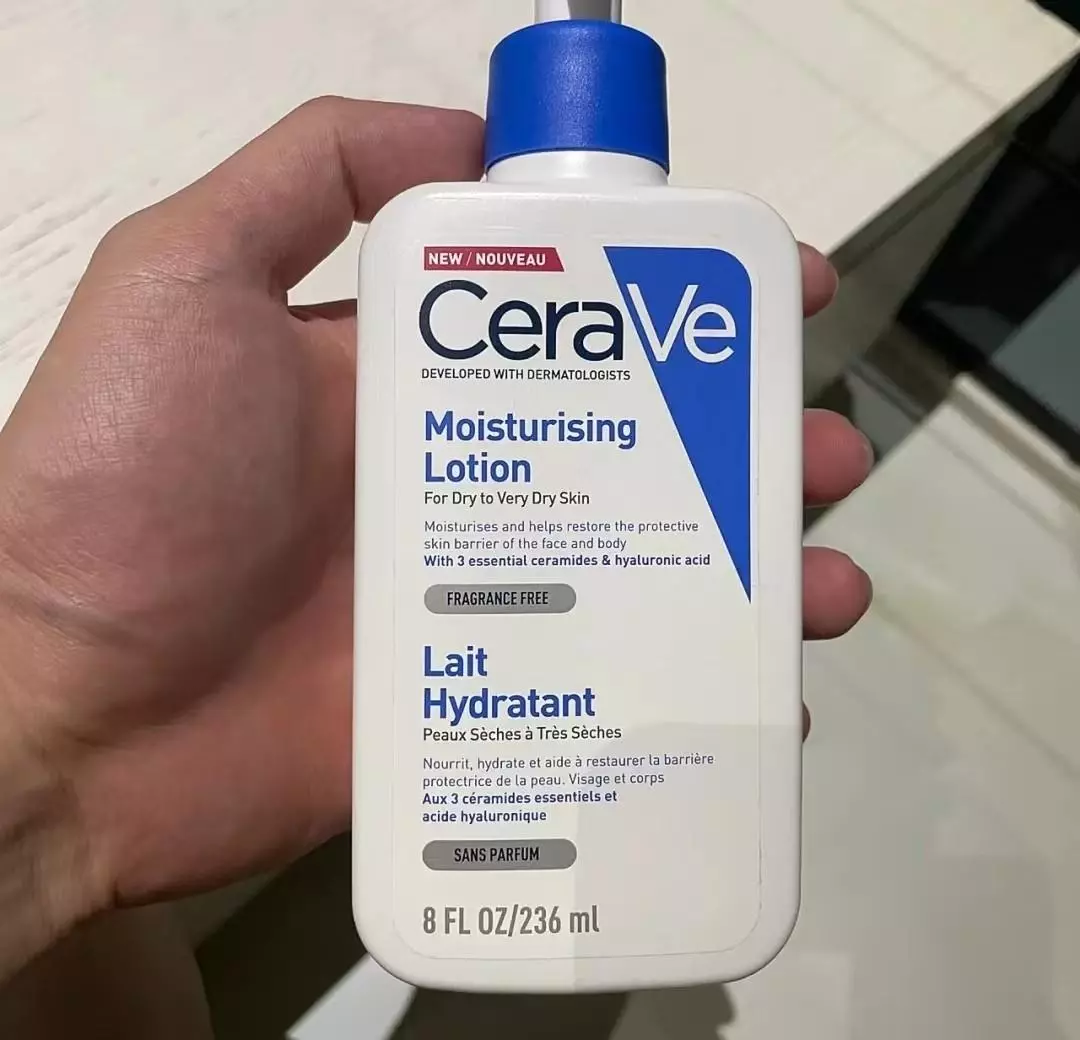 NEW / NOUVEAU
CeraVe
DEVELOPED WITH DERMATOLOGISTS
Moisturising
Lotion
For Dry to Very Dry Skin
Moisturises and helps restore the protective
skin barrier of the face and body
With 3 essential ceramides & hyaluronic acid
FRAGRANCE FREE
Lait
Hydratant
Peaux Sèches à Très Sèches
Nourrit, hydrate et aide à restaurer la barrière
protectrice de la peau. Visage et corps
Aux 3 céramides essentiels et
acide hyaluronique
SANS PARFUM
8 FL OZ/236 ml